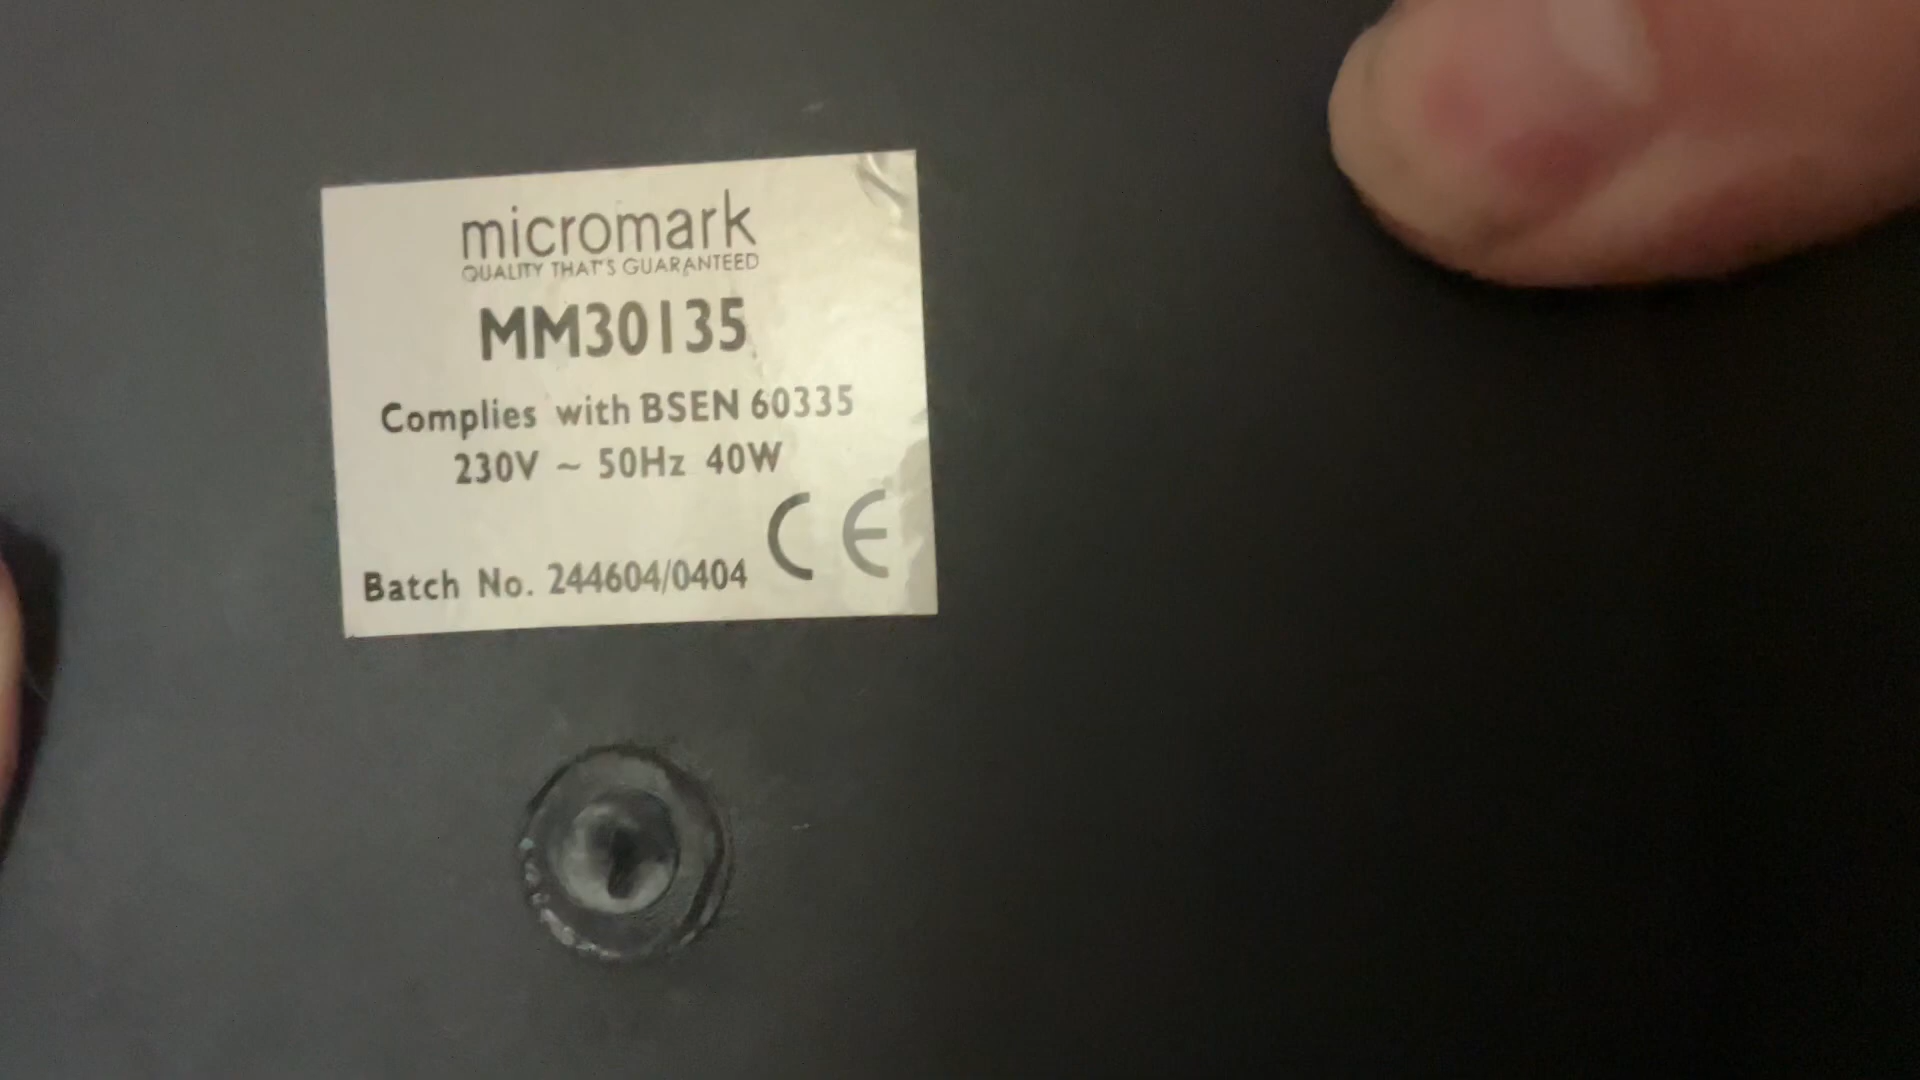 micromark
QUALITY THAT'S GUARANTEED
MM30135
Complies with BSEN 60335
230V ~ 50Hz 40W
CE
Batch No. 244604/0404